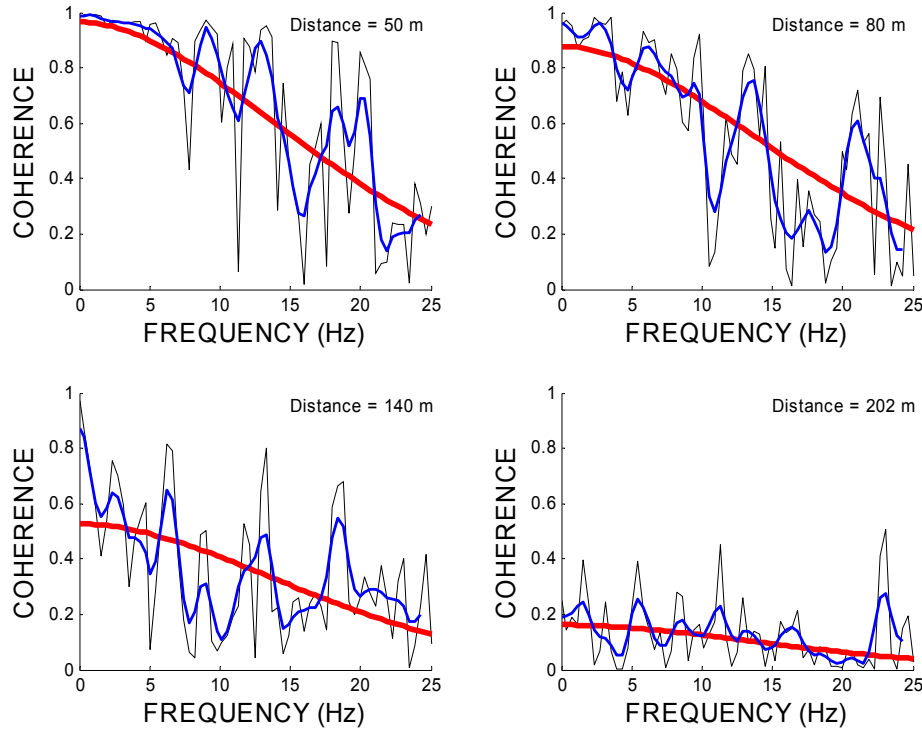 Distance = 50 m
1
0.8
0.6
0.4
0.2
0
COHERENCE
0 5 10 15 20 25
FREQUENCY (Hz)
Distance = 80 m
1
0.8
0.6
0.4
0.2
0
COHERENCE
0 5 10 15 20 25
FREQUENCY (Hz)
Distance = 140 m
1
0.8
0.6
0.4
0.2
0
COHERENCE
0 5 10 15 20 25
FREQUENCY (Hz)
Distance = 202 m
1
0.8
0.6
0.4
0.2
0
COHERENCE
0 5 10 15 20 25
FREQUENCY (Hz)